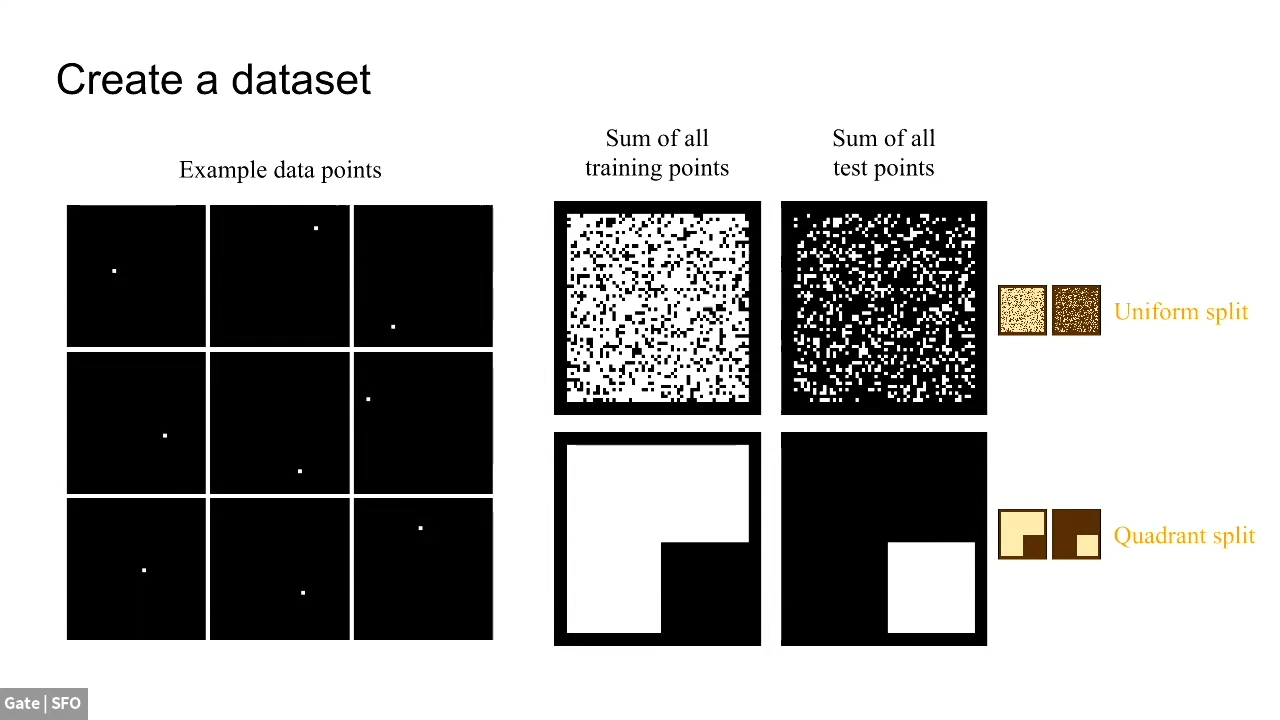 Create a dataset
Example data points
Sum of all
training points
Sum of all
test points
Uniform split
Quadrant split
Gate | SFO